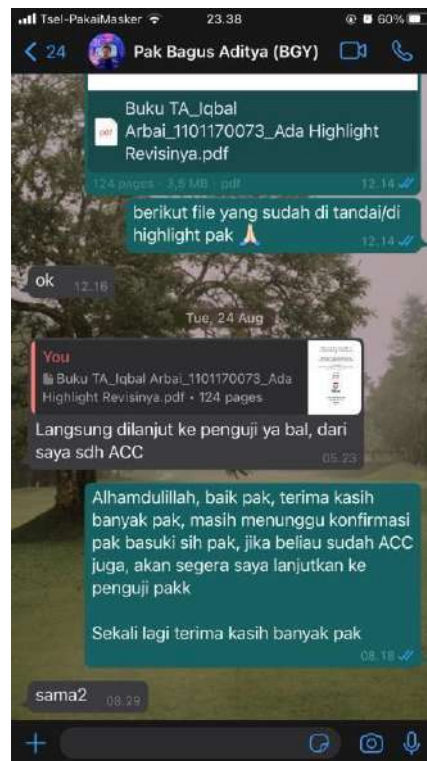 Tsel-PakaiMasker 23.38 60%
24 Pak Bagus Aditya (BGY)
Buku TA_Iqbal
Arbai_1101170073_Ada Highlight
Revisinya.pdf
124 pages · 3,5 MB · pdf 12.14
berikut file yang sudah di tandai/di
highlight pak 🙏🏻
12.14
ok 12.16
Tue, 24 Aug
You
Buku TA_Iqbal Arbai_1101170073_Ada
Highlight Revisinya.pdf • 124 pages
Langsung dilanjut ke penguji ya bal, dari
saya sdh ACC
05.23
Alhamdulillah, baik pak, terima kasih
banyak pak, masih menunggu konfirmasi
pak basuki sih pak, jika beliau sudah ACC
juga, akan segera saya lanjutkan ke
penguji pakk
Sekali lagi terima kasih banyak pak
08.18
sama2 08.29